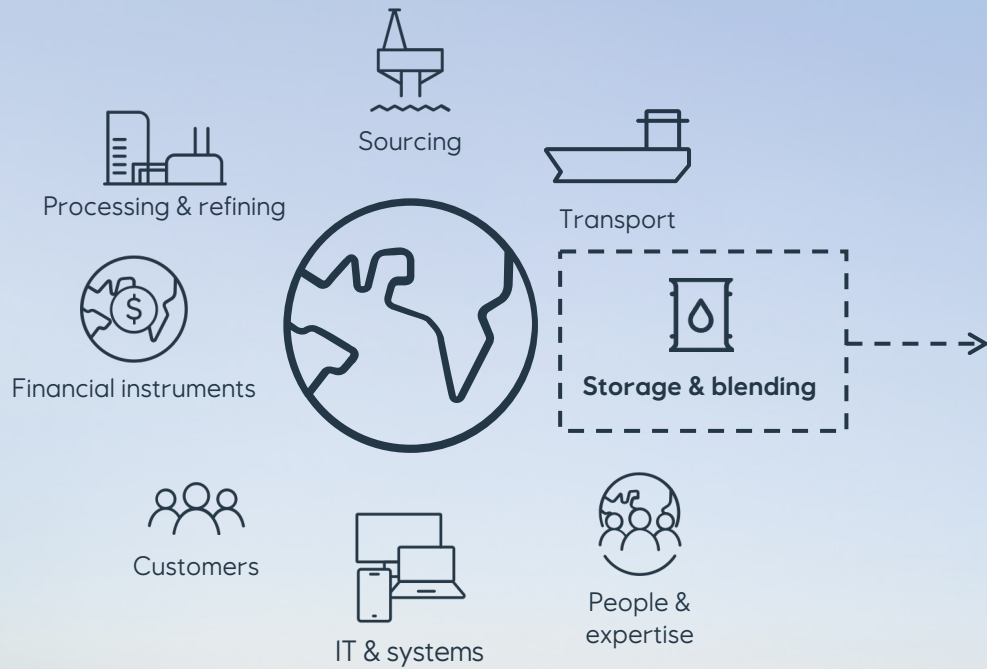 Sourcing
Processing & refining
Transport
$
Financial instruments
Storage & blending
Customers
People &
expertise
IT & systems